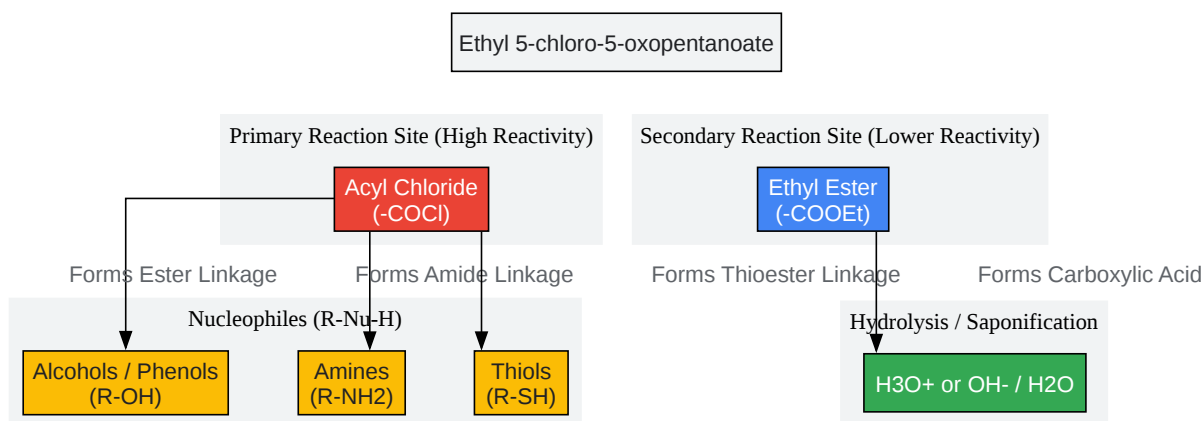 Ethyl 5-chloro-5-oxopentanoate
Primary Reaction Site (High Reactivity)
Secondary Reaction Site (Lower Reactivity)
Acyl Chloride
(-COCl)
Ethyl Ester
(-COOEt)
Forms Ester Linkage
Forms Amide Linkage
Forms Thioester Linkage
Forms Carboxylic Acid
Nucleophiles (R-Nu-H)
Hydrolysis / Saponification
Alcohols / Phenols
(R-OH)
Amines
(R-NH2)
Thiols
(R-SH)
H3O+ or OH- / H2O